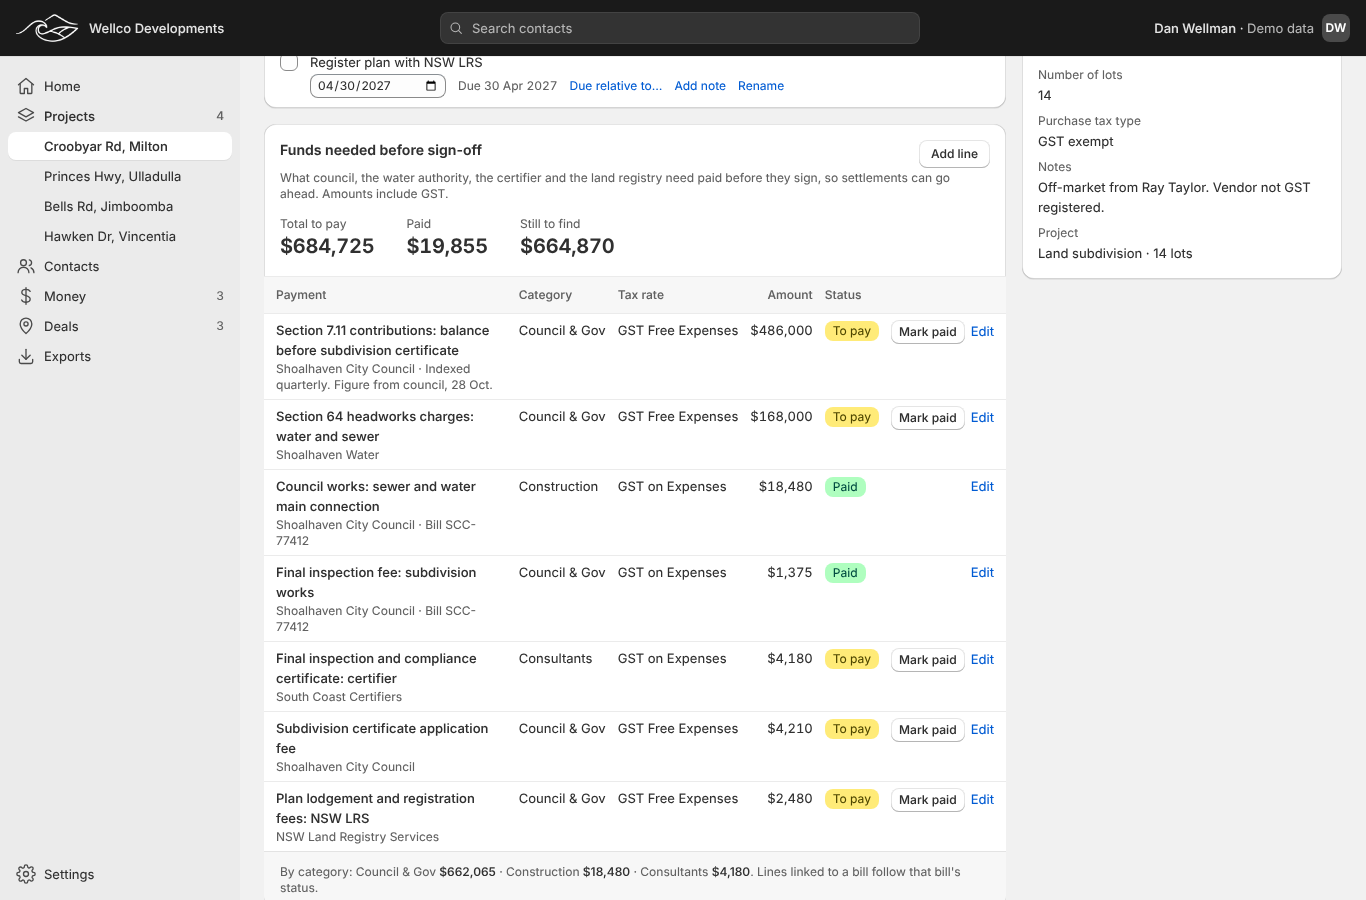 Wellco Developments
Search contacts
Dan Wellman · Demo data
DW
Home
Projects 4
Croobyar Rd, Milton
Princes Hwy, Ulladulla
Bells Rd, Jimboomba
Hawken Dr, Vincentia
Contacts
Money 3
Deals 3
Exports
Settings
Register plan with NSW LRS
04/30/2027 Due 30 Apr 2027 Due relative to... Add note Rename
Funds needed before sign-off
Add line
What council, the water authority, the certifier and the land registry need paid before they sign, so settlements can go
ahead. Amounts include GST.
Total to pay Paid Still to find
$684,725 $19,855 $664,870
Payment Category Tax rate Amount Status
Section 7.11 contributions: balance Council & Gov GST Free Expenses $486,000 To pay Mark paid Edit
before subdivision certificate
Shoalhaven City Council · Indexed
quarterly. Figure from council, 28 Oct.
Section 64 headworks charges: Council & Gov GST Free Expenses $168,000 To pay Mark paid Edit
water and sewer
Shoalhaven Water
Council works: sewer and water Construction GST on Expenses $18,480 Paid Edit
main connection
Shoalhaven City Council · Bill SCC-
77412
Final inspection fee: subdivision Council & Gov GST on Expenses $1,375 Paid Edit
works
Shoalhaven City Council · Bill SCC-
77412
Final inspection and compliance Consultants GST on Expenses $4,180 To pay Mark paid Edit
certificate: certifier
South Coast Certifiers
Subdivision certificate application Council & Gov GST Free Expenses $4,210 To pay Mark paid Edit
fee
Shoalhaven City Council
Plan lodgement and registration Council & Gov GST Free Expenses $2,480 To pay Mark paid Edit
fees: NSW LRS
NSW Land Registry Services
By category: Council & Gov $662,065 · Construction $18,480 · Consultants $4,180. Lines linked to a bill follow that bill's
status.
Number of lots
14
Purchase tax type
GST exempt
Notes
Off-market from Ray Taylor. Vendor not GST
registered.
Project
Land subdivision · 14 lots